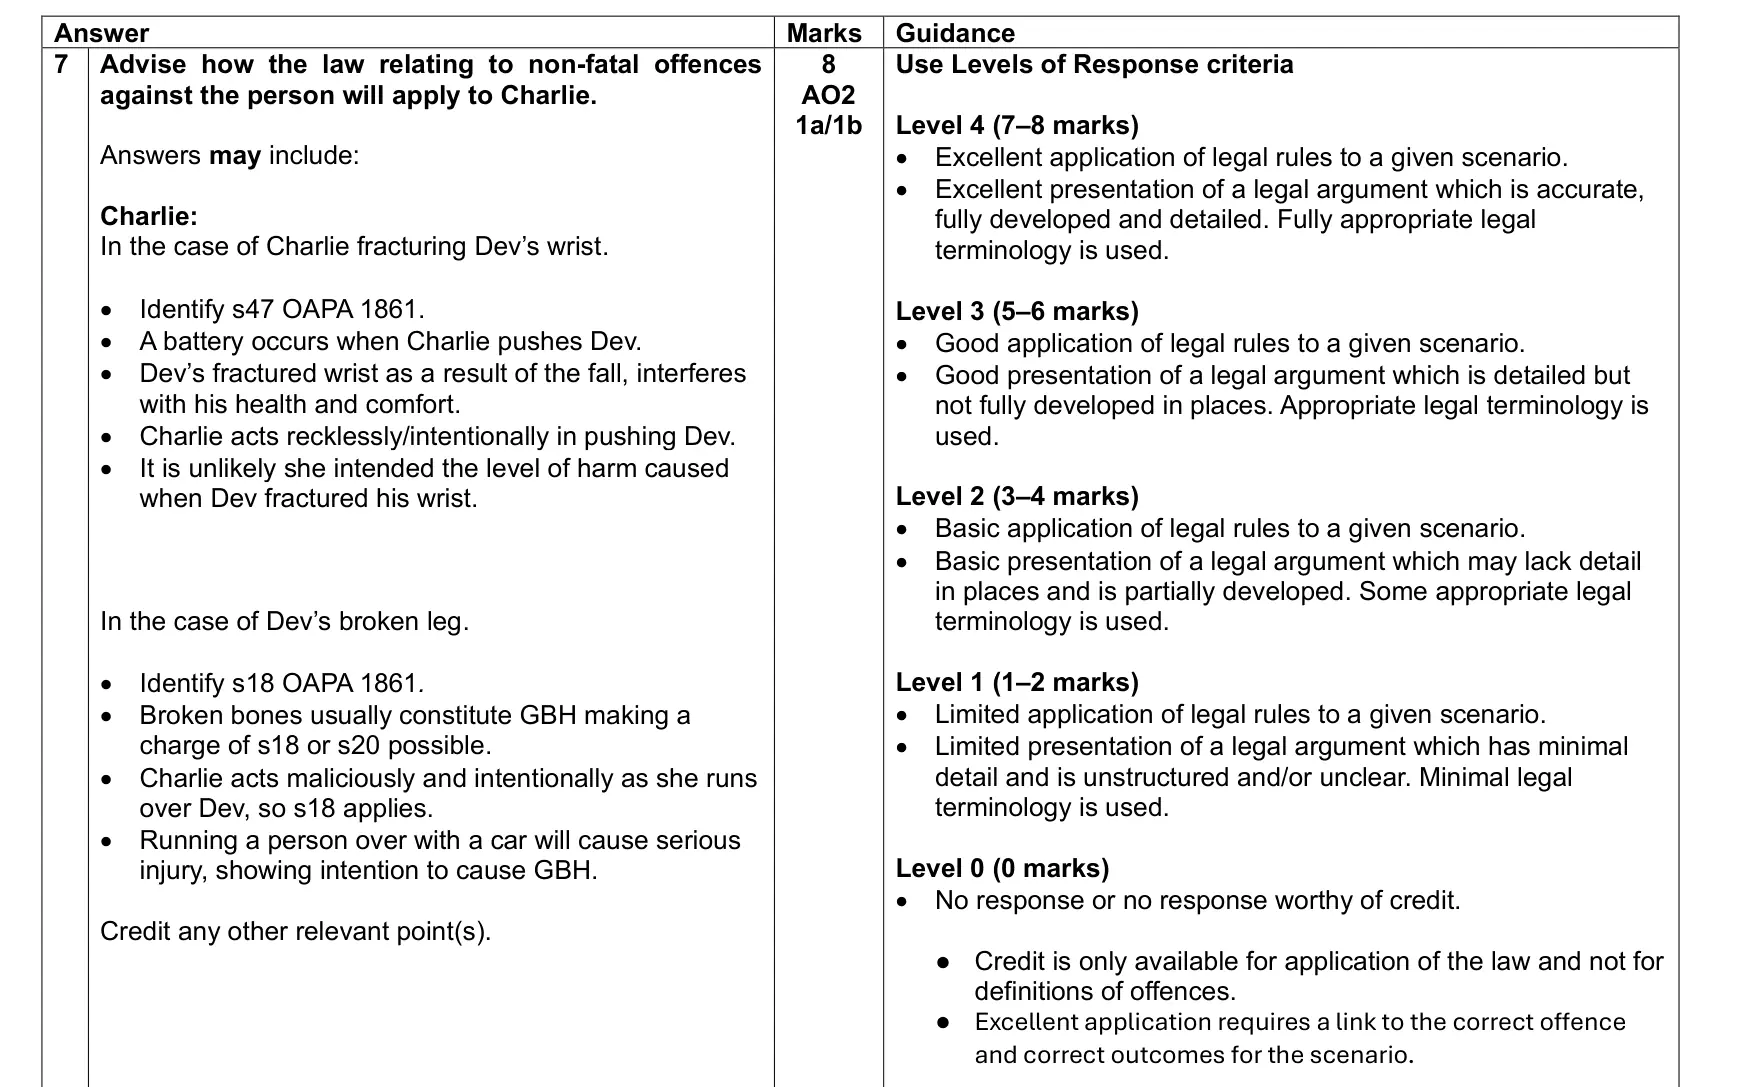 Answer
Marks
Guidance
7
Advise how the law relating to non-fatal offences
against the person will apply to Charlie.
Answers may include:
Charlie:
In the case of Charlie fracturing Dev’s wrist.
• Identify s47 OAPA 1861.
• A battery occurs when Charlie pushes Dev.
• Dev’s fractured wrist as a result of the fall, interferes
with his health and comfort.
• Charlie acts recklessly/intentionally in pushing Dev.
• It is unlikely she intended the level of harm caused
when Dev fractured his wrist.
In the case of Dev’s broken leg.
• Identify s18 OAPA 1861.
• Broken bones usually constitute GBH making a
charge of s18 or s20 possible.
• Charlie acts maliciously and intentionally as she runs
over Dev, so s18 applies.
• Running a person over with a car will cause serious
injury, showing intention to cause GBH.
Credit any other relevant point(s).
8
AO2
1a/1b
Use Levels of Response criteria
Level 4 (7–8 marks)
• Excellent application of legal rules to a given scenario.
• Excellent presentation of a legal argument which is accurate,
fully developed and detailed. Fully appropriate legal
terminology is used.
Level 3 (5–6 marks)
• Good application of legal rules to a given scenario.
• Good presentation of a legal argument which is detailed but
not fully developed in places. Appropriate legal terminology is
used.
Level 2 (3–4 marks)
• Basic application of legal rules to a given scenario.
• Basic presentation of a legal argument which may lack detail
in places and is partially developed. Some appropriate legal
terminology is used.
Level 1 (1–2 marks)
• Limited application of legal rules to a given scenario.
• Limited presentation of a legal argument which has minimal
detail and is unstructured and/or unclear. Minimal legal
terminology is used.
Level 0 (0 marks)
• No response or no response worthy of credit.
● Credit is only available for application of the law and not for
definitions of offences.
● Excellent application requires a link to the correct offence
and correct outcomes for the scenario.